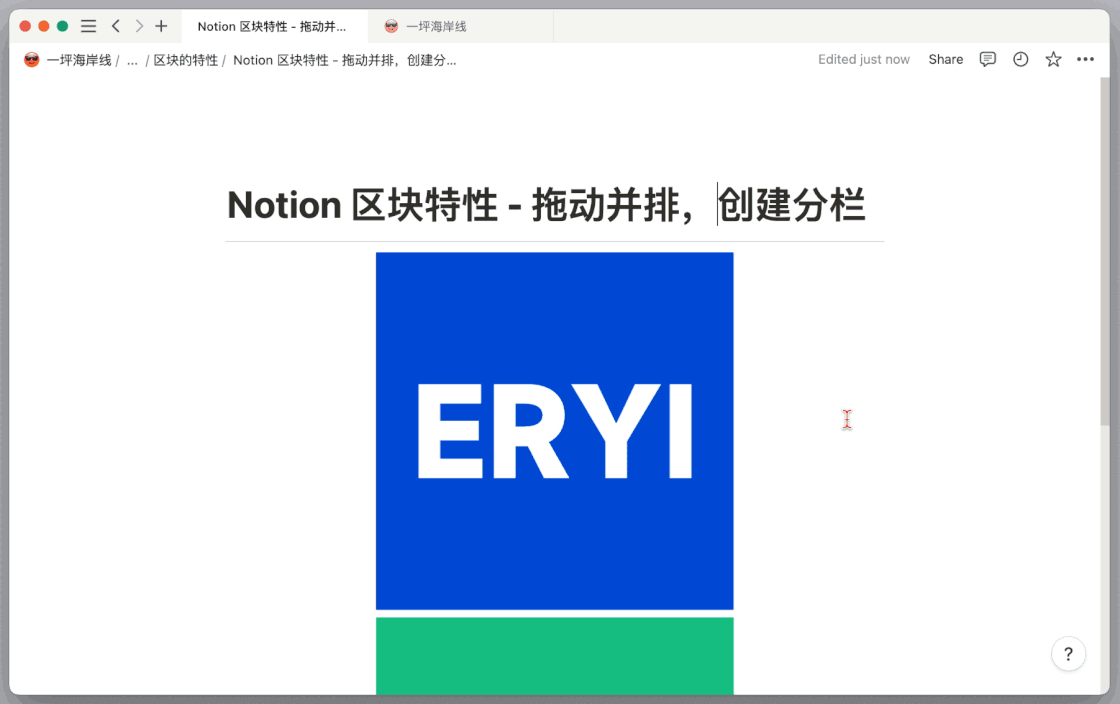 Notion 区块特性 - 拖动并...
一坪海岸线
一坪海岸线 / ... / 区块的特性 / Notion 区块特性 - 拖动并排，创建分...
Edited just now
Share
Notion 区块特性 - 拖动并排，创建分栏
ERYI
?